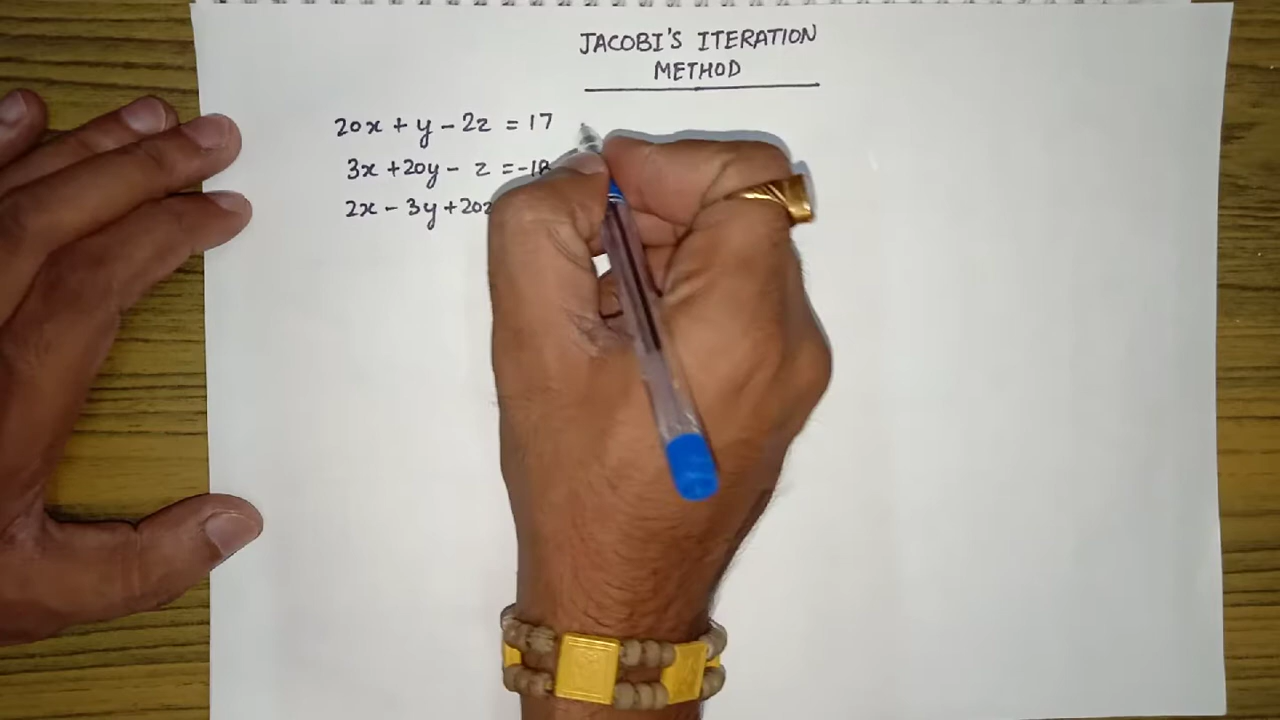 JACOBI'S ITERATION
METHOD
20x + y - 2z = 17
3x + 20y - z = -18
2x - 3y + 20z